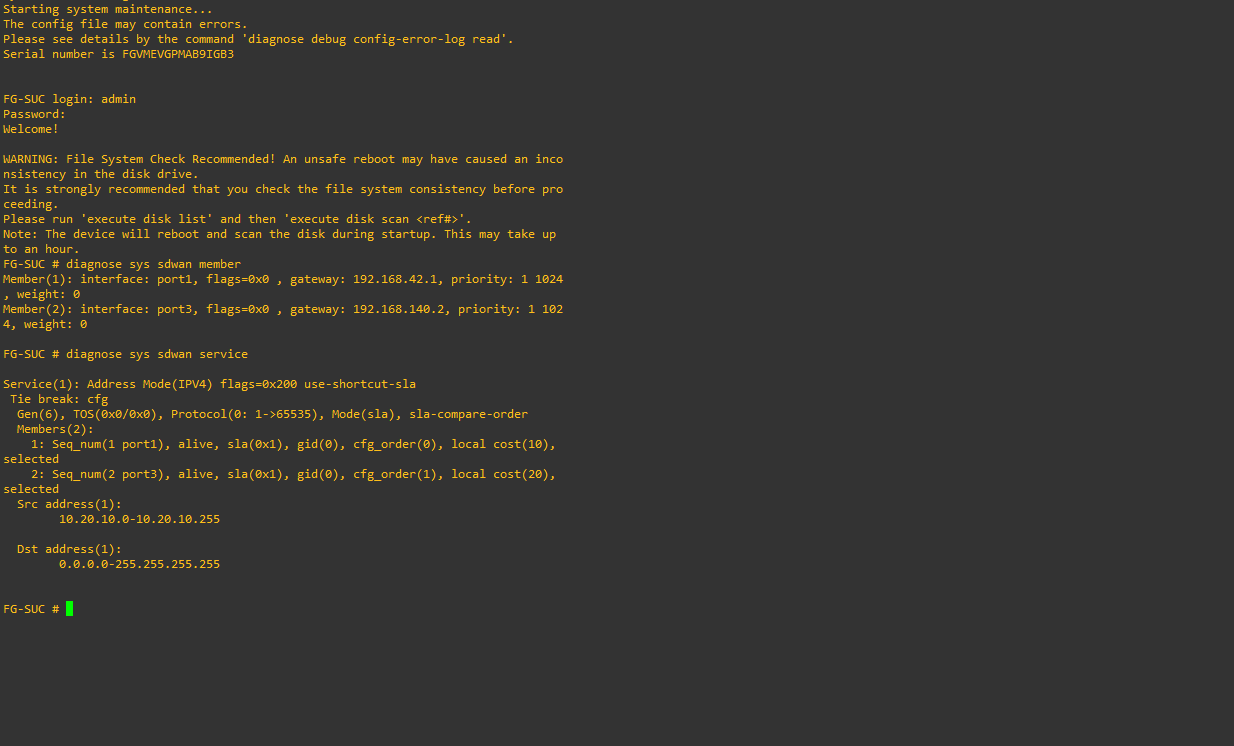 Starting system maintenance...
The config file may contain errors.
Please see details by the command 'diagnose debug config-error-log read'.
Serial number is FGVMEVGPMAB9IGB3
FG-SUC login: admin
Password:
Welcome!
WARNING: File System Check Recommended! An unsafe reboot may have caused an inco
nsistency in the disk drive.
It is strongly recommended that you check the file system consistency before pro
ceeding.
Please run 'execute disk list' and then 'execute disk scan <ref#>'.
Note: The device will reboot and scan the disk during startup. This may take up
to an hour.
FG-SUC # diagnose sys sdwan member
Member(1): interface: port1, flags=0x0 , gateway: 192.168.42.1, priority: 1 1024
, weight: 0
Member(2): interface: port3, flags=0x0 , gateway: 192.168.140.2, priority: 1 102
4, weight: 0
FG-SUC # diagnose sys sdwan service
Service(1): Address Mode(IPV4) flags=0x200 use-shortcut-sla
 Tie break: cfg
  Gen(6), TOS(0x0/0x0), Protocol(0: 1->65535), Mode(sla), sla-compare-order
  Members(2):
    1: Seq_num(1 port1), alive, sla(0x1), gid(0), cfg_order(0), local cost(10),
selected
    2: Seq_num(2 port3), alive, sla(0x1), gid(0), cfg_order(1), local cost(20),
selected
  Src address(1):
        10.20.10.0-10.20.10.255
  Dst address(1):
        0.0.0.0-255.255.255.255
FG-SUC #